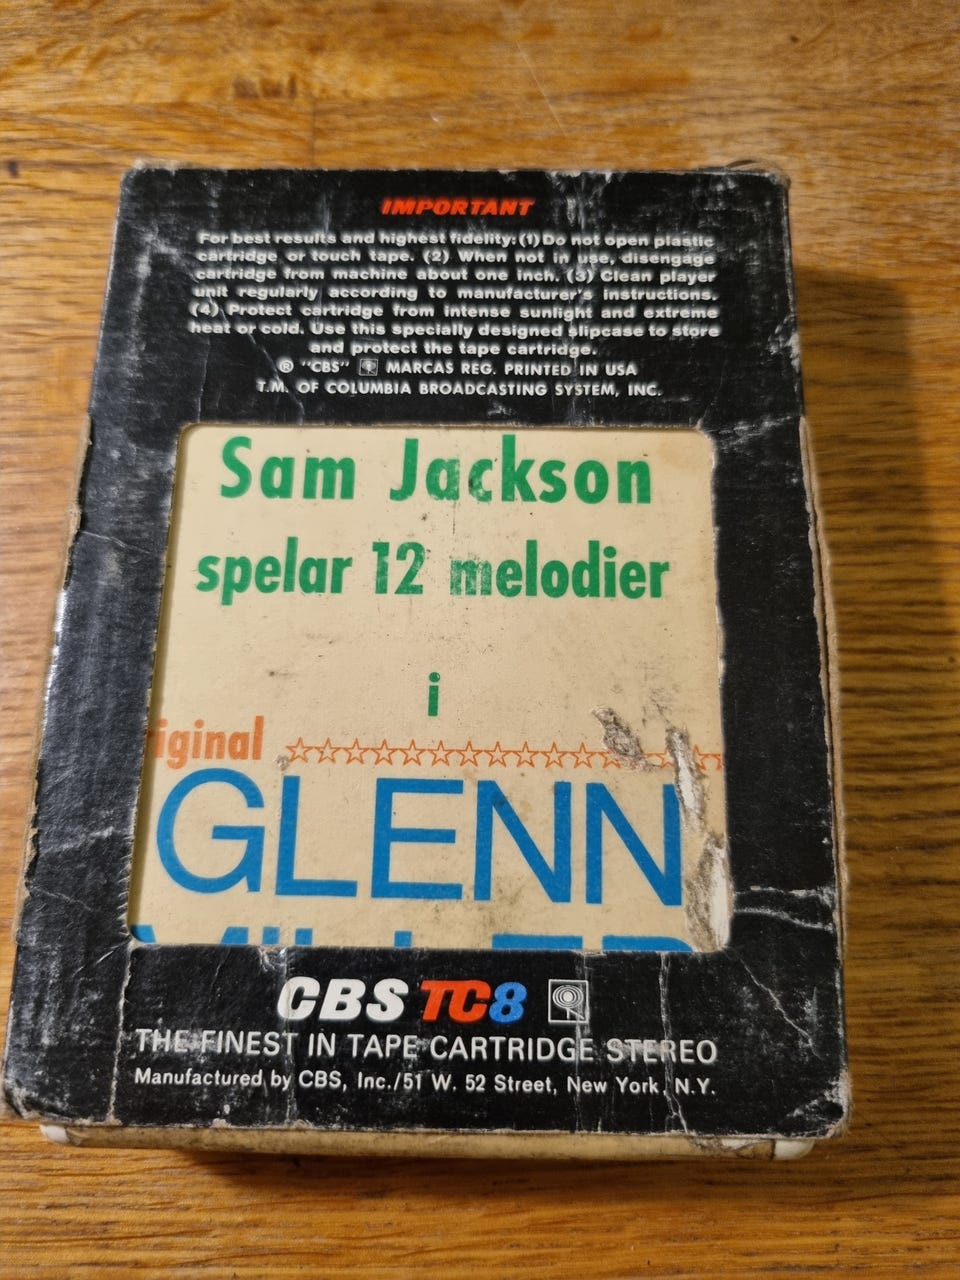 IMPORTANT
For best results and highest fidelity: (1) Do not open plastic
cartridge or touch tape. (2) When not in use, disengage
cartridge from machine about one inch. (3) Clean player
unit regularly according to manufacturer's instructions.
(4) Protect cartridge from intense sunlight and extreme
heat or cold. Use this specially designed slipcase to store
and protect the tape cartridge.
® "CBS" MARCAS REG. PRINTED IN USA
T.M. OF COLUMBIA BROADCASTING SYSTEM, INC.
Sam Jackson
spelar 12 melodier
i
iginal ☆☆☆☆☆☆☆☆☆☆☆☆☆☆
GLENN
MILLER
CBS TC8
THE FINEST IN TAPE CARTRIDGE STEREO
Manufactured by CBS, Inc./51 W. 52 Street, New York, N.Y.